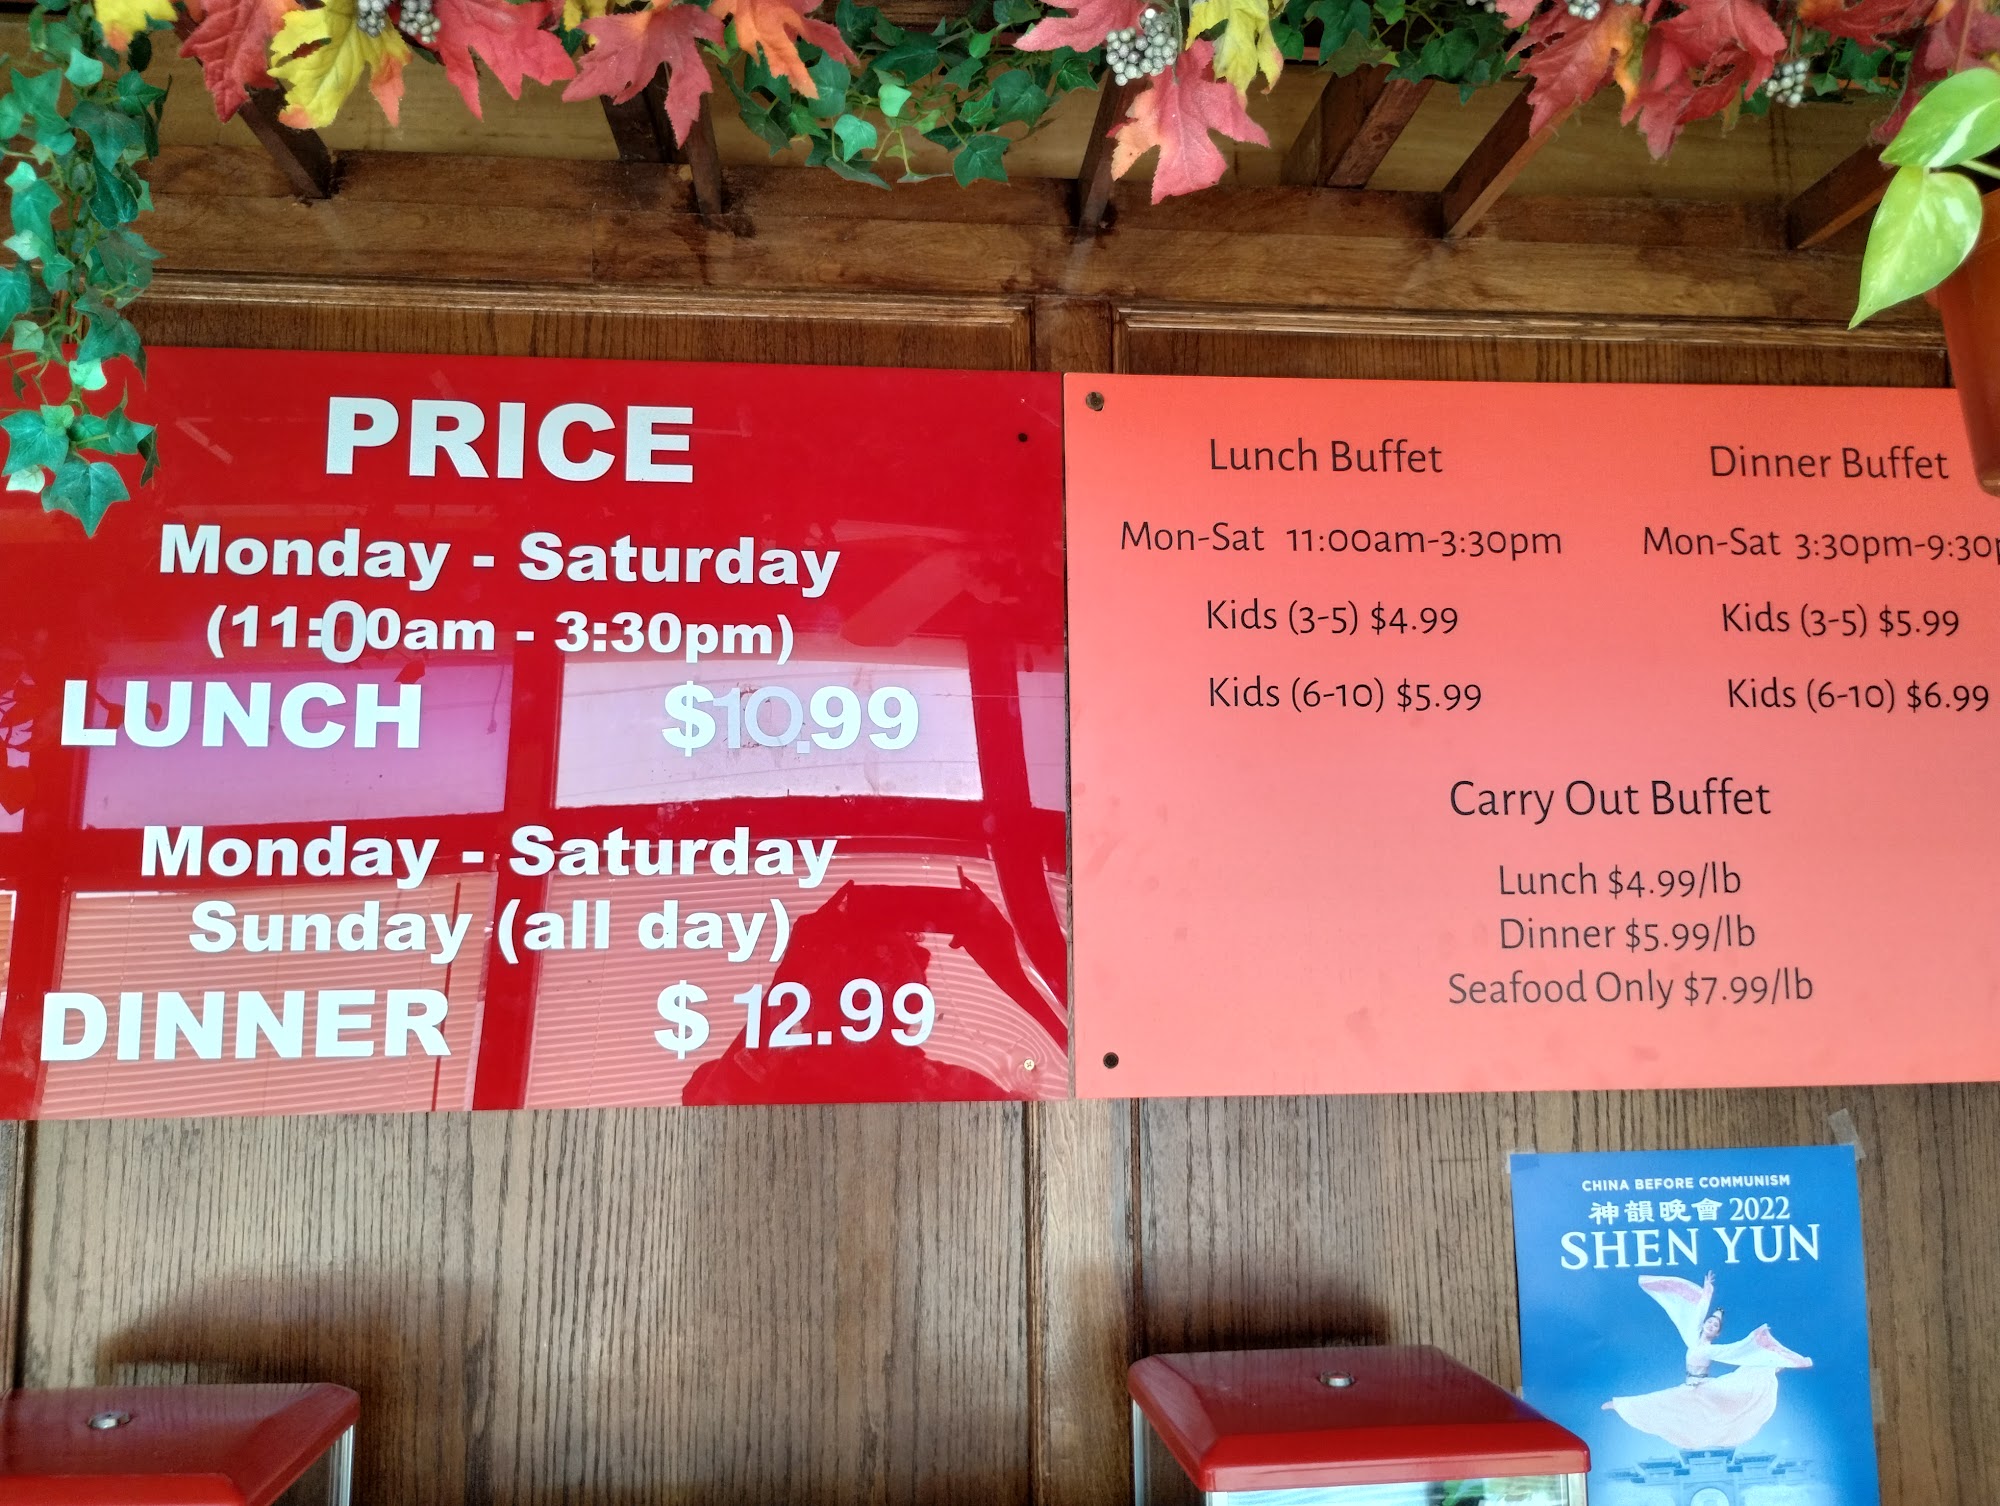 PRICE
Monday - Saturday
(11:00am - 3:30pm)
LUNCH $10.99
Monday - Saturday
Sunday (all day)
DINNER $12.99
Lunch Buffet
Mon-Sat 11:00am-3:30pm
Kids (3-5) $4.99
Kids (6-10) $5.99
Dinner Buffet
Mon-Sat 3:30pm-9:30p
Kids (3-5) $5.99
Kids (6-10) $6.99
Carry Out Buffet
Lunch $4.99/lb
Dinner $5.99/lb
Seafood Only $7.99/lb
CHINA BEFORE COMMUNISM
神韻晚會 2022
SHEN YUN